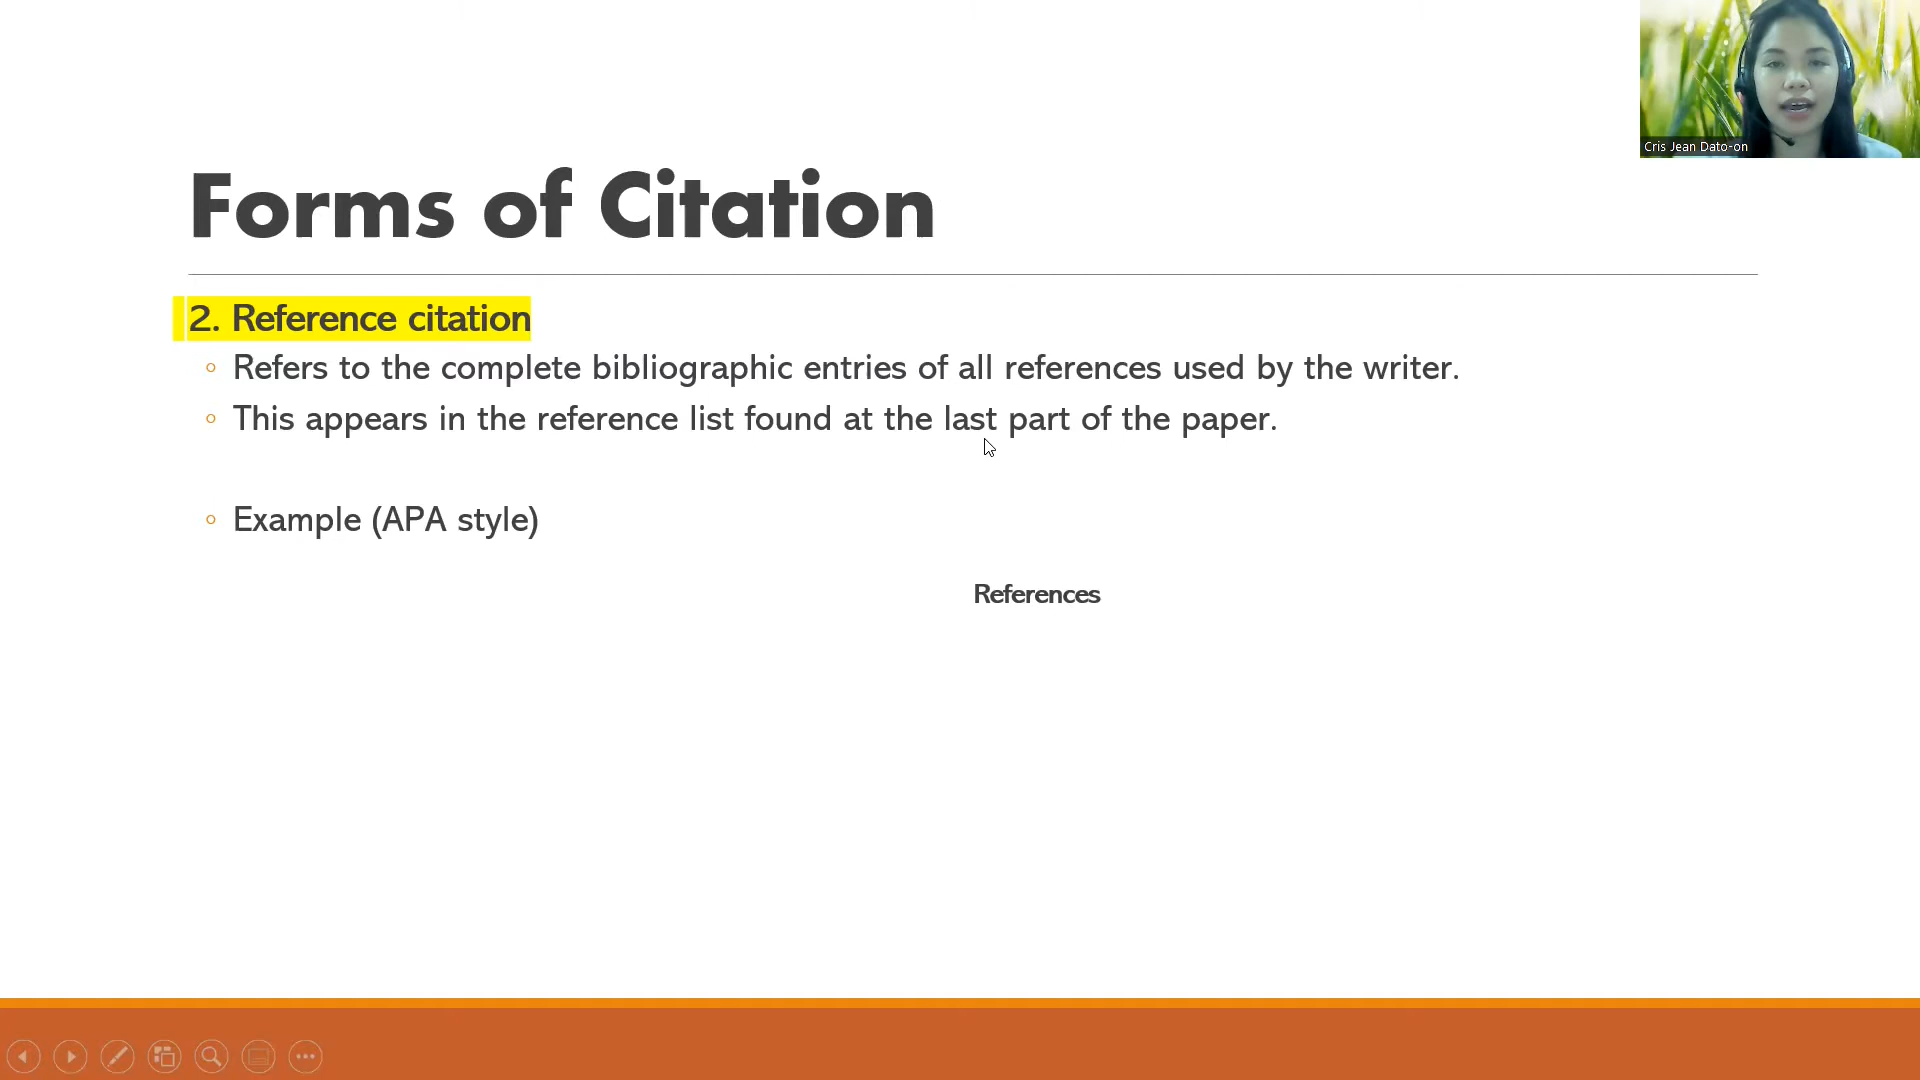 Cris Jean Dato-on
Forms of Citation
2. Reference citation
Refers to the complete bibliographic entries of all references used by the writer.
This appears in the reference list found at the last part of the paper.
Example (APA style)
References